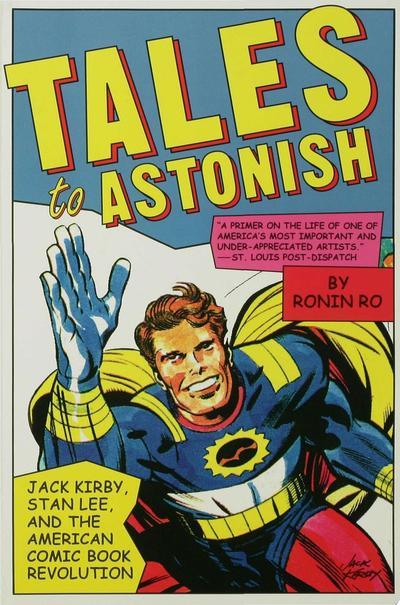 TALES
to ASTONISH
"A PRIMER ON THE LIFE OF ONE OF
AMERICA'S MOST IMPORTANT AND
UNDER-APPRECIATED ARTISTS."
—ST. LOUIS POST-DISPATCH
BY
RONIN RO
JACK KIRBY,
STAN LEE,
AND THE
AMERICAN
COMIC BOOK
REVOLUTION
JACK
KIRBY